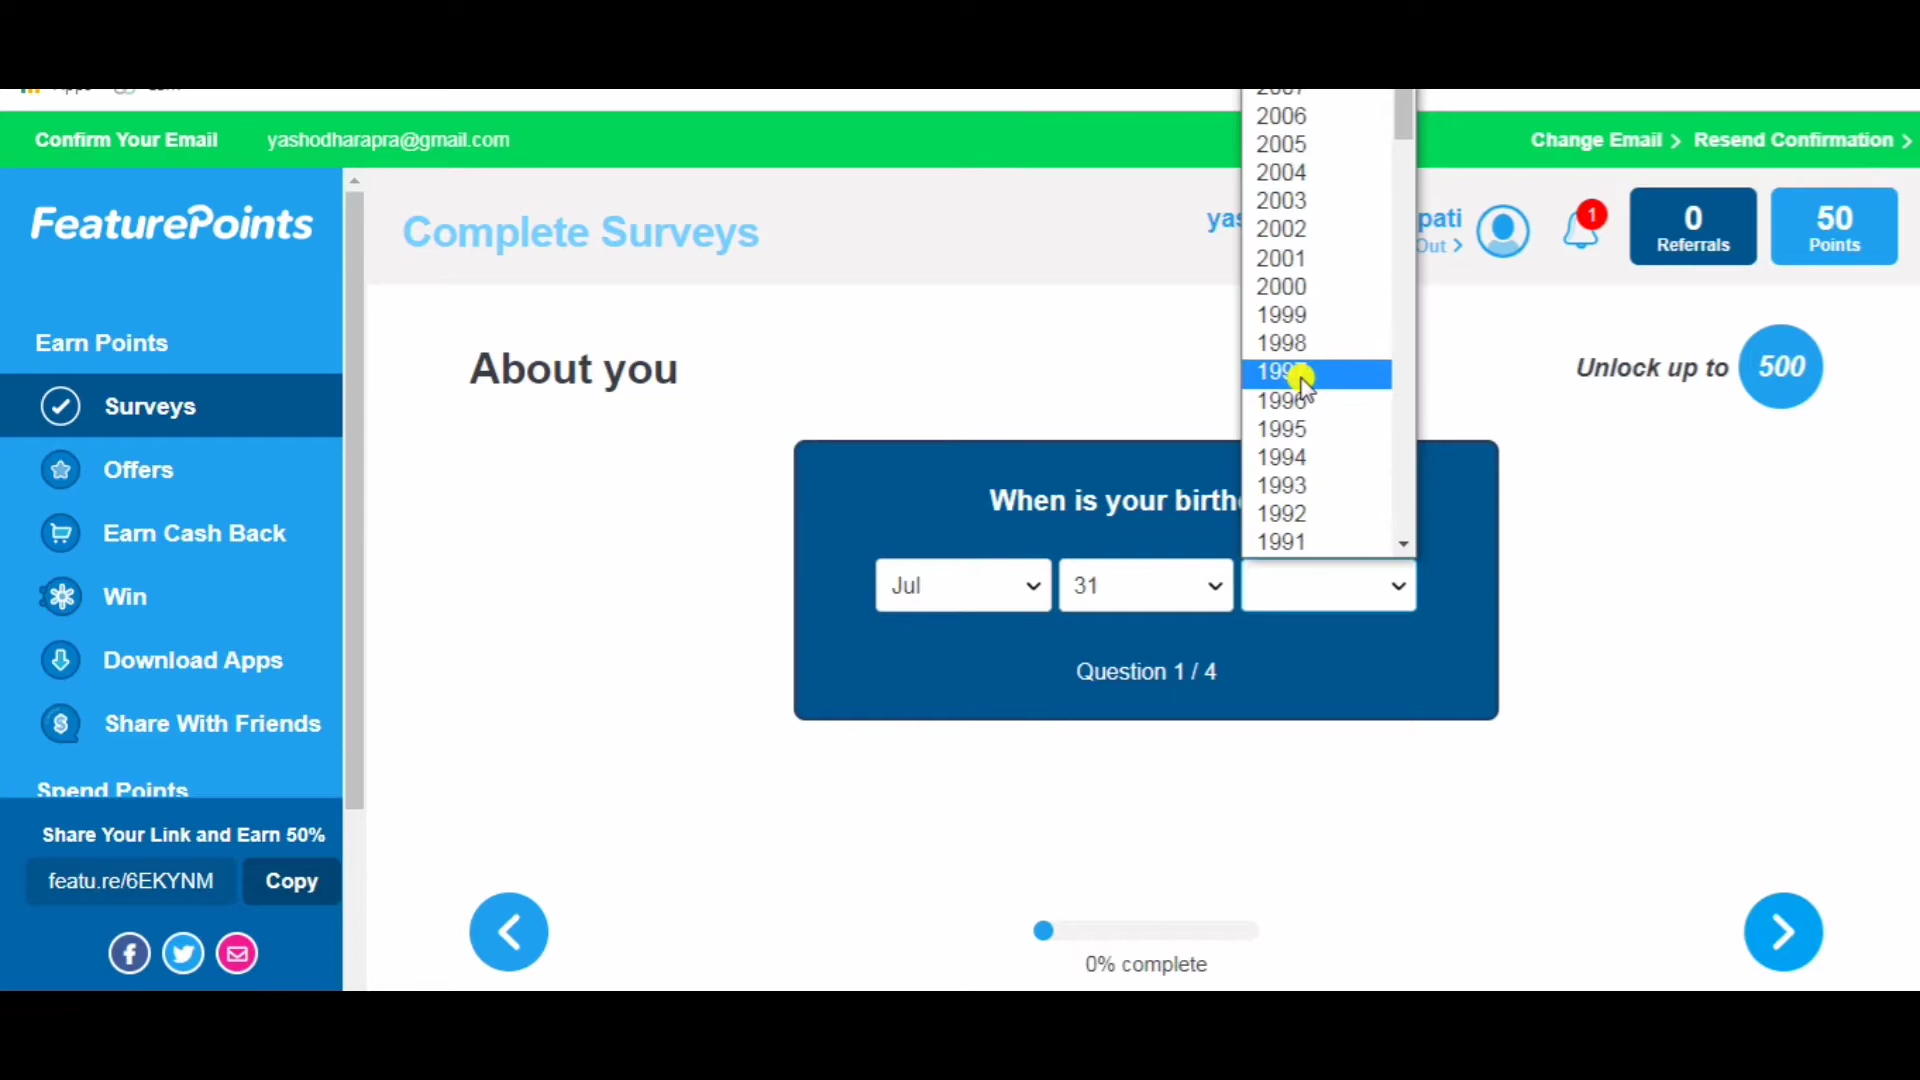 Confirm Your Email yashodharapra@gmail.com Change Email > Resend Confirmation >
FeaturePoints
Complete Surveys
pati
Out >
1
0
Referrals
50
Points
Earn Points
Surveys
Offers
Earn Cash Back
Win
Download Apps
Share With Friends
Spend Points
Share Your Link and Earn 50%
featu.re/6EKYNM Copy
About you
Unlock up to 500
2006
2005
2004
2003
2002
2001
2000
1999
1998
1997
1996
1995
1994
1993
1992
1991
When is your birth
Jul 31
Question 1 / 4
0% complete